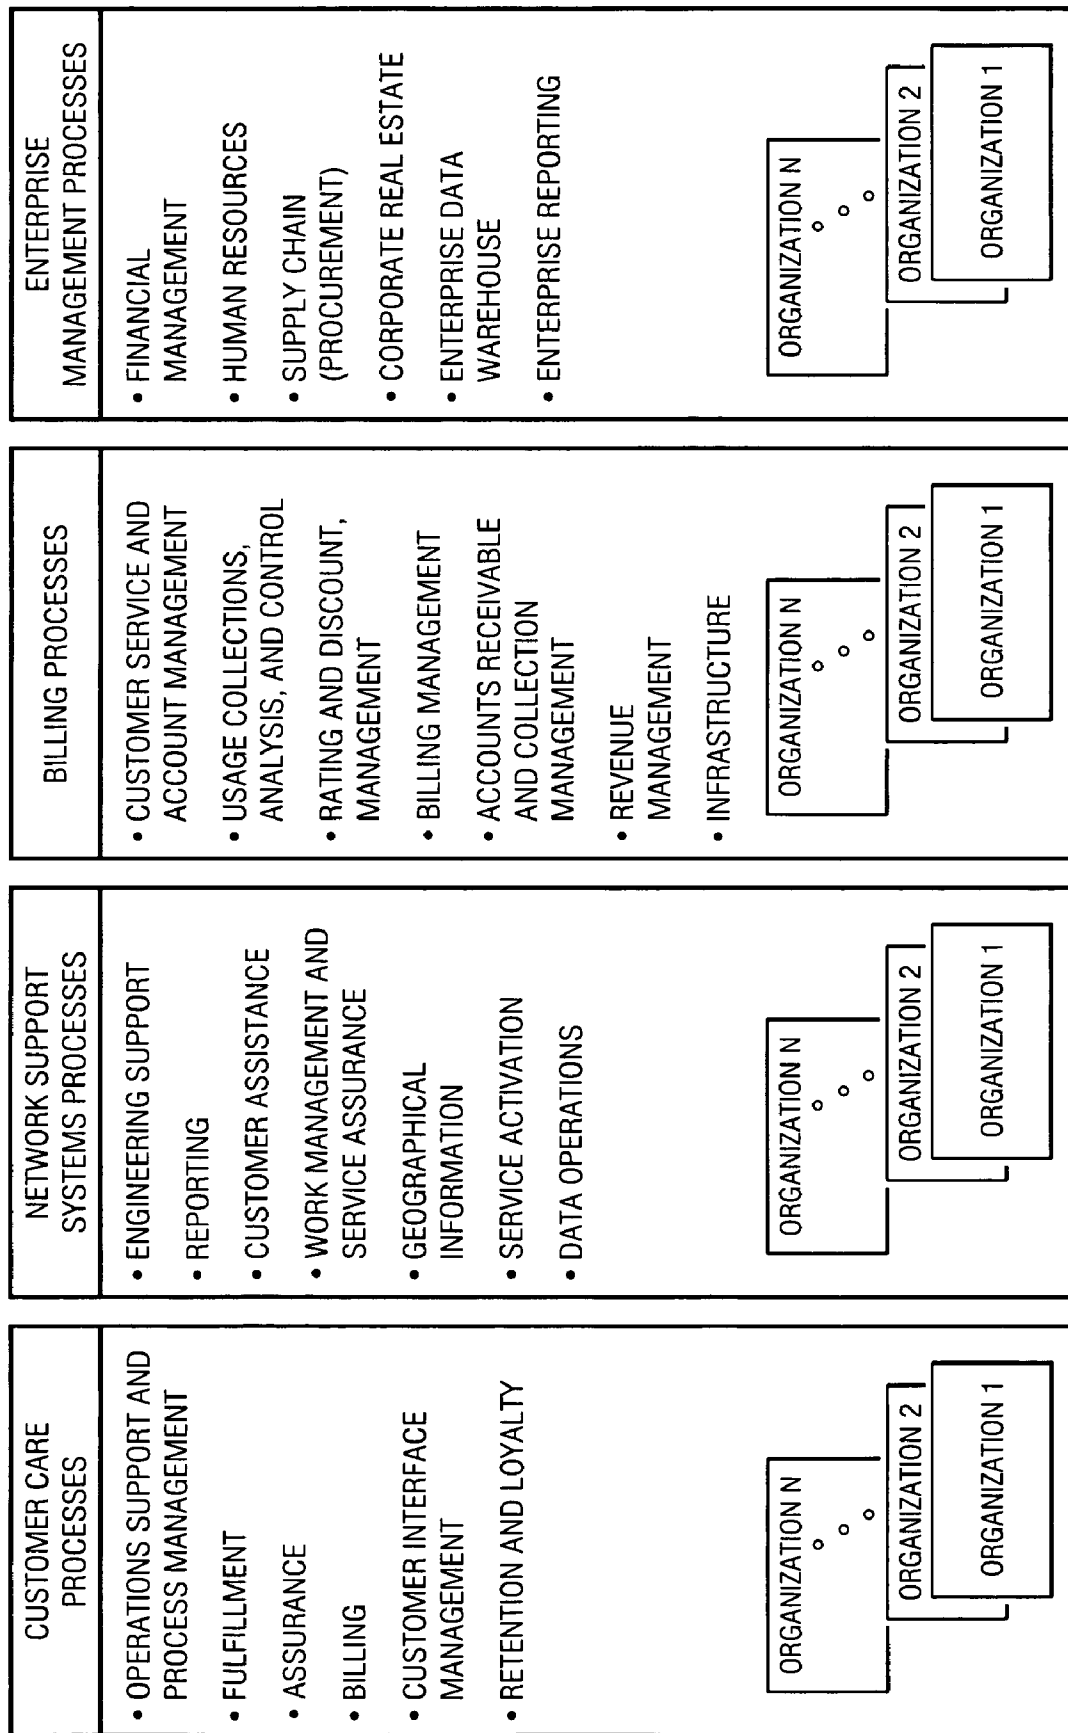 CUSTOMER CARE
PROCESSES
• OPERATIONS SUPPORT AND
PROCESS MANAGEMENT
• FULFILLMENT
• ASSURANCE
• BILLING
• CUSTOMER INTERFACE
MANAGEMENT
• RETENTION AND LOYALTY
ORGANIZATION N
ORGANIZATION 2
ORGANIZATION 1
NETWORK SUPPORT
SYSTEMS PROCESSES
• ENGINEERING SUPPORT
• REPORTING
• CUSTOMER ASSISTANCE
• WORK MANAGEMENT AND
SERVICE ASSURANCE
• GEOGRAPHICAL
INFORMATION
• SERVICE ACTIVATION
• DATA OPERATIONS
ORGANIZATION N
ORGANIZATION 2
ORGANIZATION 1
BILLING PROCESSES
• CUSTOMER SERVICE AND
ACCOUNT MANAGEMENT
• USAGE COLLECTIONS,
ANALYSIS, AND CONTROL
• RATING AND DISCOUNT,
MANAGEMENT
• BILLING MANAGEMENT
• ACCOUNTS RECEIVABLE
AND COLLECTION
MANAGEMENT
• REVENUE
MANAGEMENT
• INFRASTRUCTURE
ORGANIZATION N
ORGANIZATION 2
ORGANIZATION 1
ENTERPRISE
MANAGEMENT PROCESSES
• FINANCIAL
MANAGEMENT
• HUMAN RESOURCES
• SUPPLY CHAIN
(PROCUREMENT)
• CORPORATE REAL ESTATE
• ENTERPRISE DATA
WAREHOUSE
• ENTERPRISE REPORTING
ORGANIZATION N
ORGANIZATION 2
ORGANIZATION 1